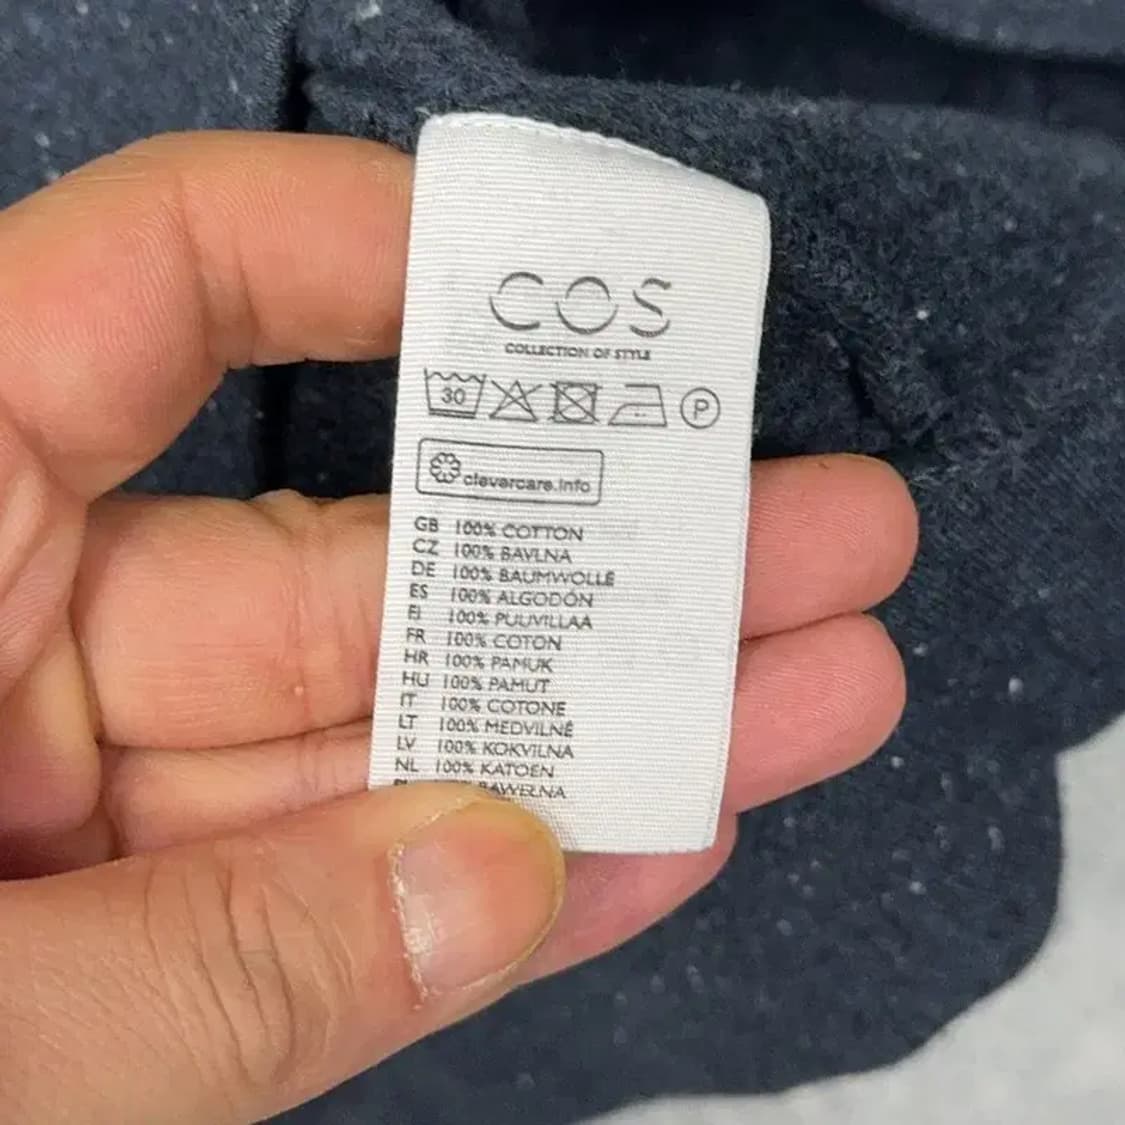 COS
COLLECTION OF STYLE
30 P
clevercare.info
GB 100% COTTON
CZ 100% BAVLNA
DE 100% BAUMWOLLE
ES 100% ALGODÓN
FI 100% PUUVILLAA
FR 100% COTON
HR 100% PAMUK
HU 100% PAMUT
IT 100% COTONE
LT 100% MEDVILNĖ
LV 100% KOKVILNA
NL 100% KATOEN
BAWEŁNA